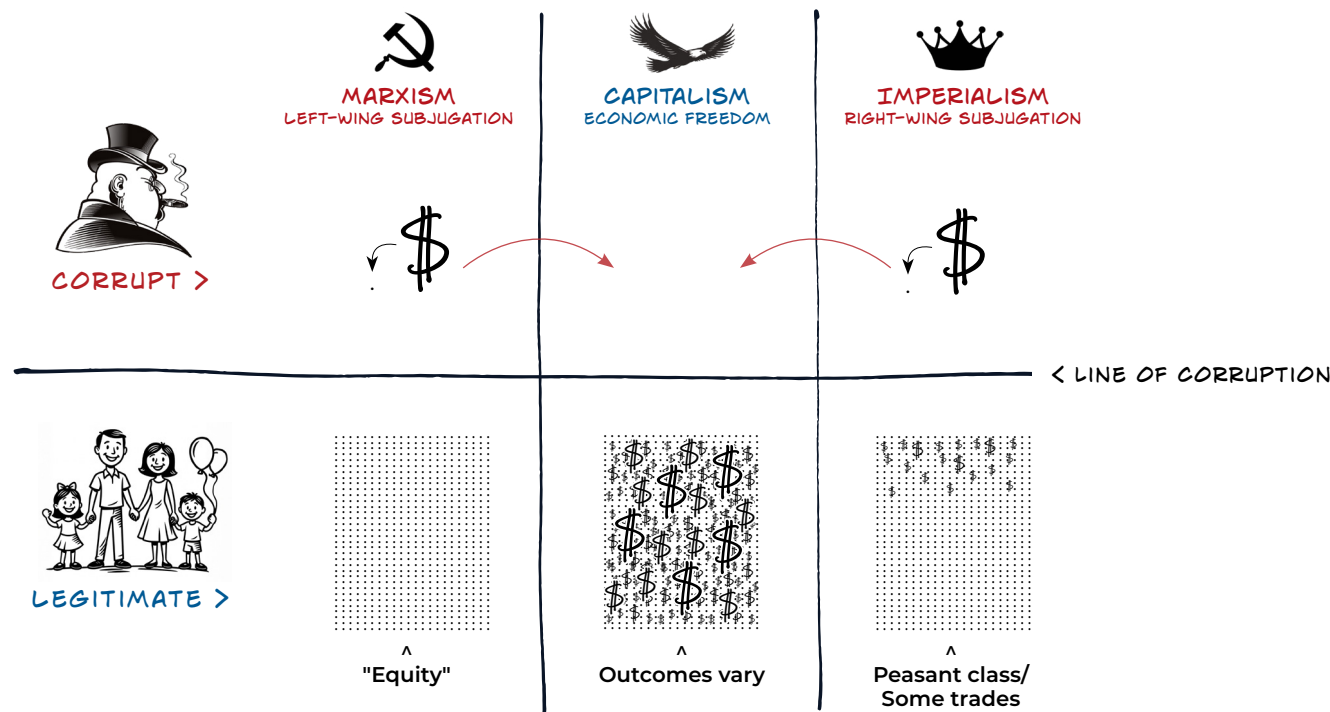 MARXISM
LEFT-WING SUBJUGATION
CAPITALISM
ECONOMIC FREEDOM
IMPERIALISM
RIGHT-WING SUBJUGATION
$
$
CORRUPT >
< LINE OF CORRUPTION
LEGITIMATE >
^
"Equity"
^
Outcomes vary
^
Peasant class/
Some trades